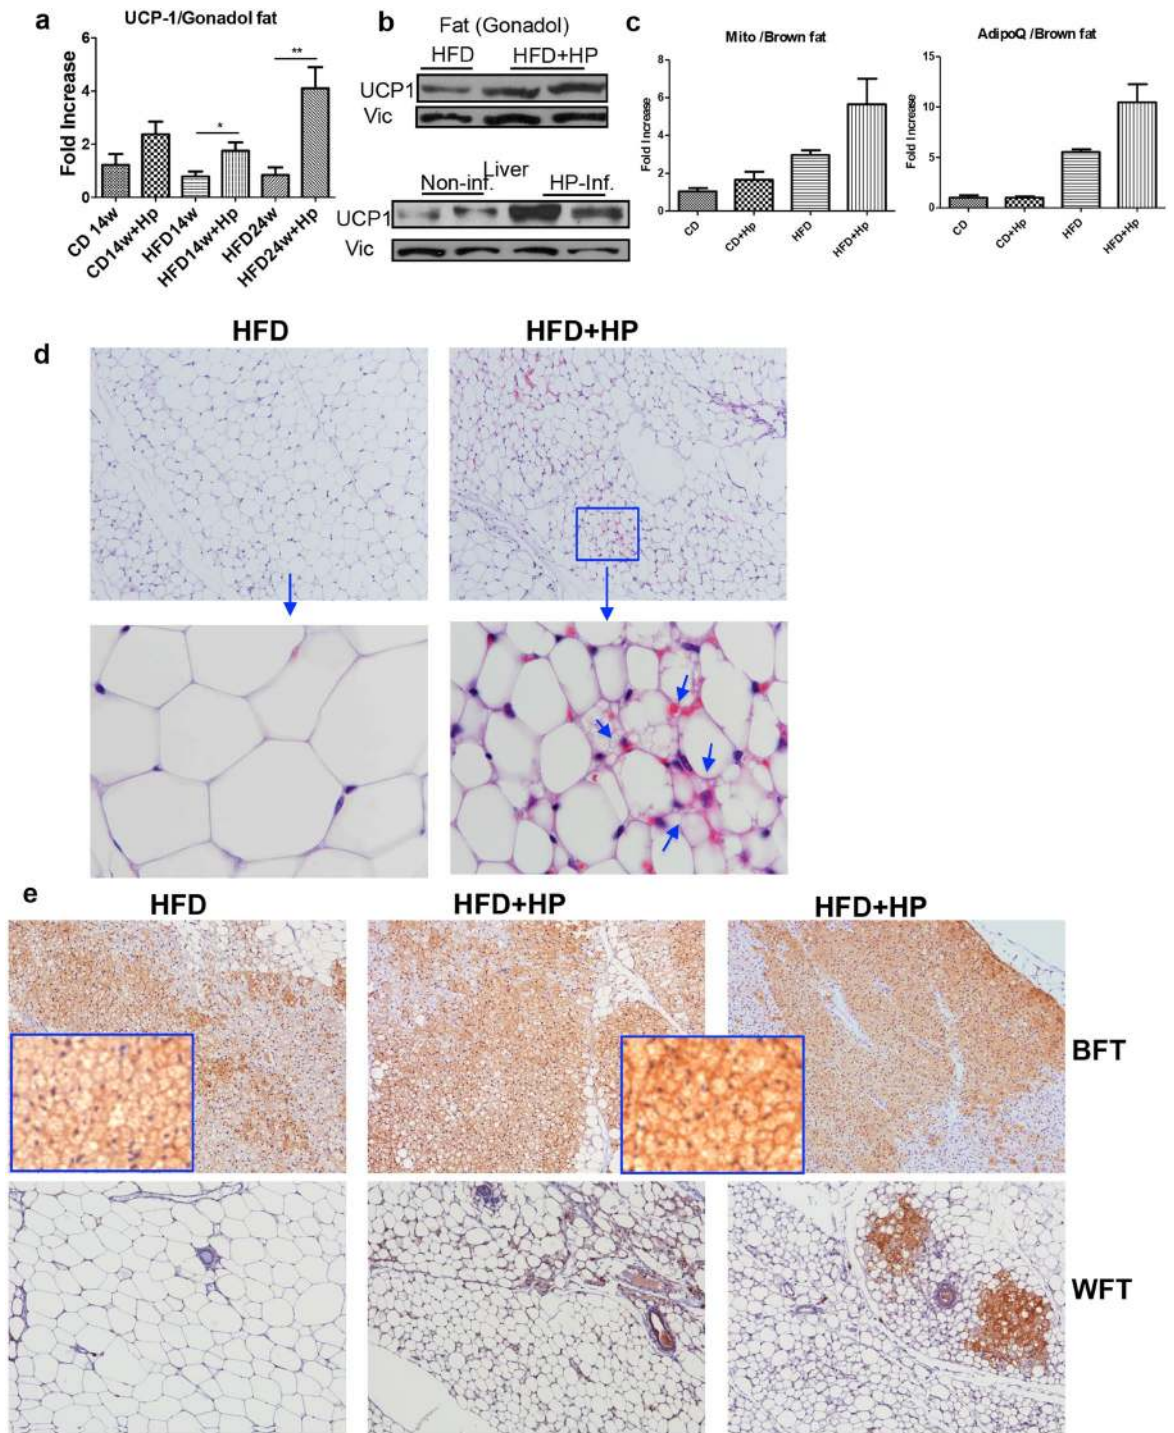 a
UCP-1/Gonadol fat
Fold Increase
6
4
2
0
*
**
CD 14w
CD14w+Hp
HFD14w
HFD14w+Hp
HFD24w
HFD24w+Hp
b
Fat (Gonadol)
HFD HFD+HP
UCP1
Vic
Liver
Non-inf. HP-Inf.
UCP1
Vic
c
Mito /Brown fat
Fold Increase
8
6
4
2
0
CD
CD+Hp
HFD
HFD+Hp
AdipoQ /Brown fat
Fold Increase
15
10
5
0
CD
CD+Hp
HFD
HFD+Hp
d
HFD HFD+HP
e
HFD HFD+HP HFD+HP
BFT
WFT